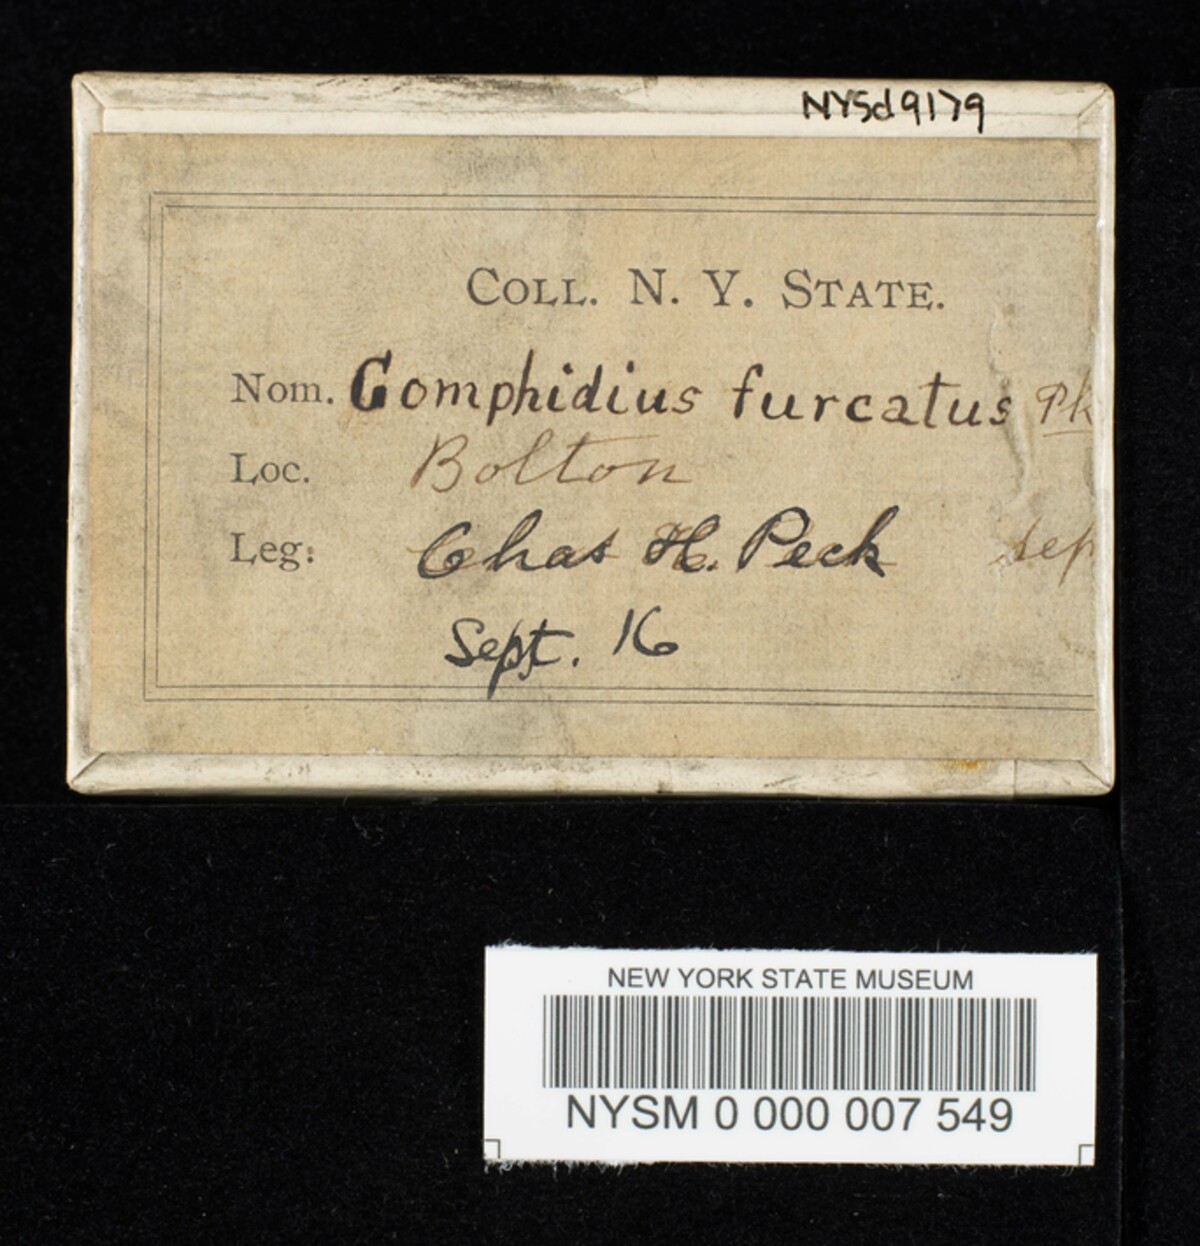 NYSd9179
COLL. N. Y. STATE.
Nom. Gomphidius furcatus Pk
Loc. Bolton
Leg: Chas H. Peck Sep
Sept. 16
NEW YORK STATE MUSEUM
NYSM 0 000 007 549